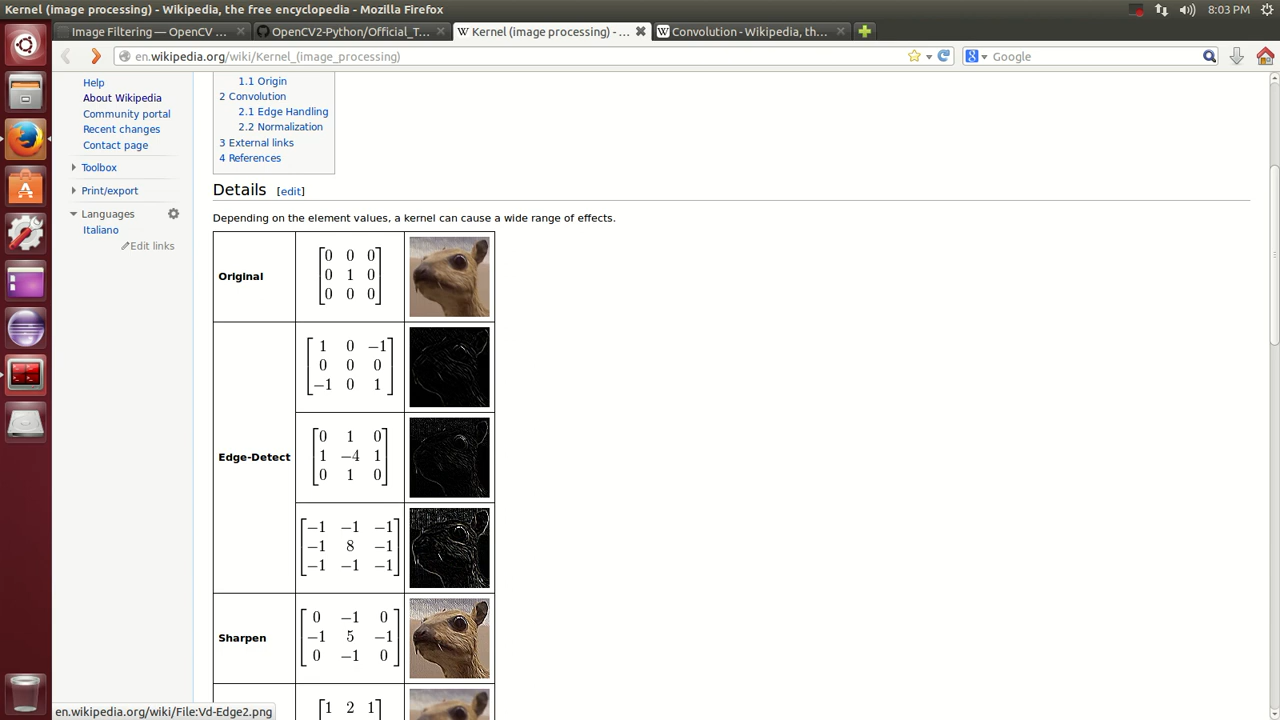 Kernel (image processing) - Wikipedia, the free encyclopedia - Mozilla Firefox
8:03 PM
Image Filtering — OpenCV ...
OpenCV2-Python/Official_T...
W Kernel (image processing) - ...
W Convolution - Wikipedia, th...
en.wikipedia.org/wiki/Kernel_(image_processing)
Google
Help
About Wikipedia
Community portal
Recent changes
Contact page
Toolbox
Print/export
Languages
Italiano
Edit links
1.1 Origin
2 Convolution
2.1 Edge Handling
2.2 Normalization
3 External links
4 References
Details [edit]
Depending on the element values, a kernel can cause a wide range of effects.
Original
0 0 0
0 1 0
0 0 0
Edge-Detect
1 0 −1
0 0 0
−1 0 1
0 1 0
1 −4 1
0 1 0
−1 −1 −1
−1 8 −1
−1 −1 −1
Sharpen
0 −1 0
−1 5 −1
0 −1 0
1 2 1
en.wikipedia.org/wiki/File:Vd-Edge2.png